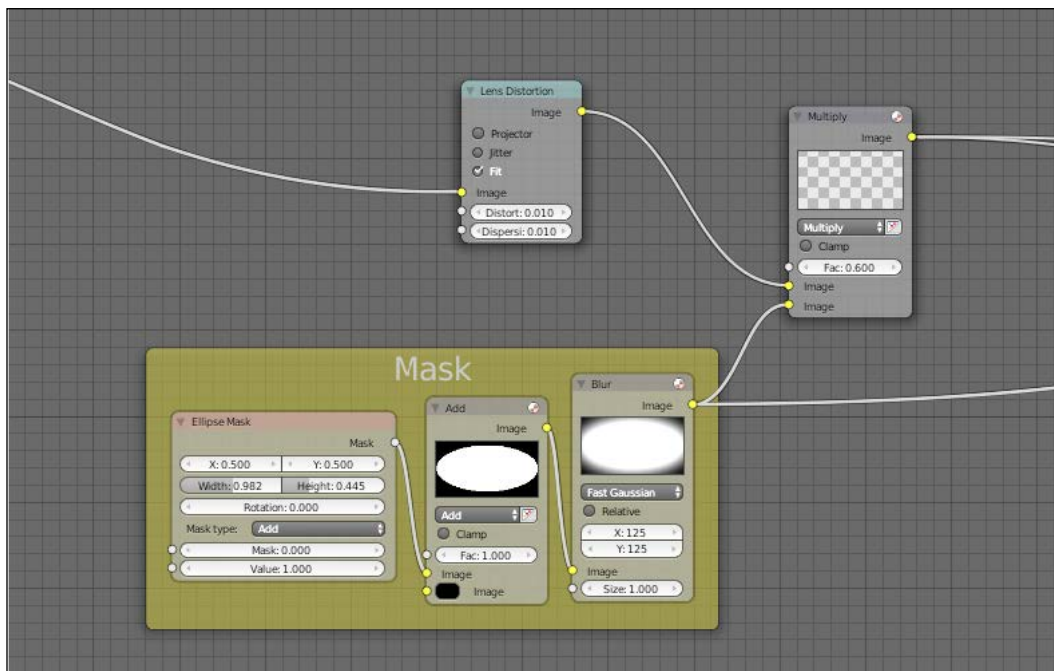 Lens Distortion
Image
Projector
Jitter
Fit
Image
Distort: 0.010
Dispersi: 0.010
Multiply
Image
Multiply
Clamp
Fac: 0.600
Image
Image
Mask
Ellipse Mask
Mask
X: 0.500 Y: 0.500
Width: 0.982 Height: 0.445
Rotation: 0.000
Mask type: Add
Mask: 0.000
Value: 1.000
Add
Image
Add
Clamp
Fac: 1.000
Image
Image
Blur
Image
Fast Gaussian
Relative
X: 125
Y: 125
Image
Size: 1.000